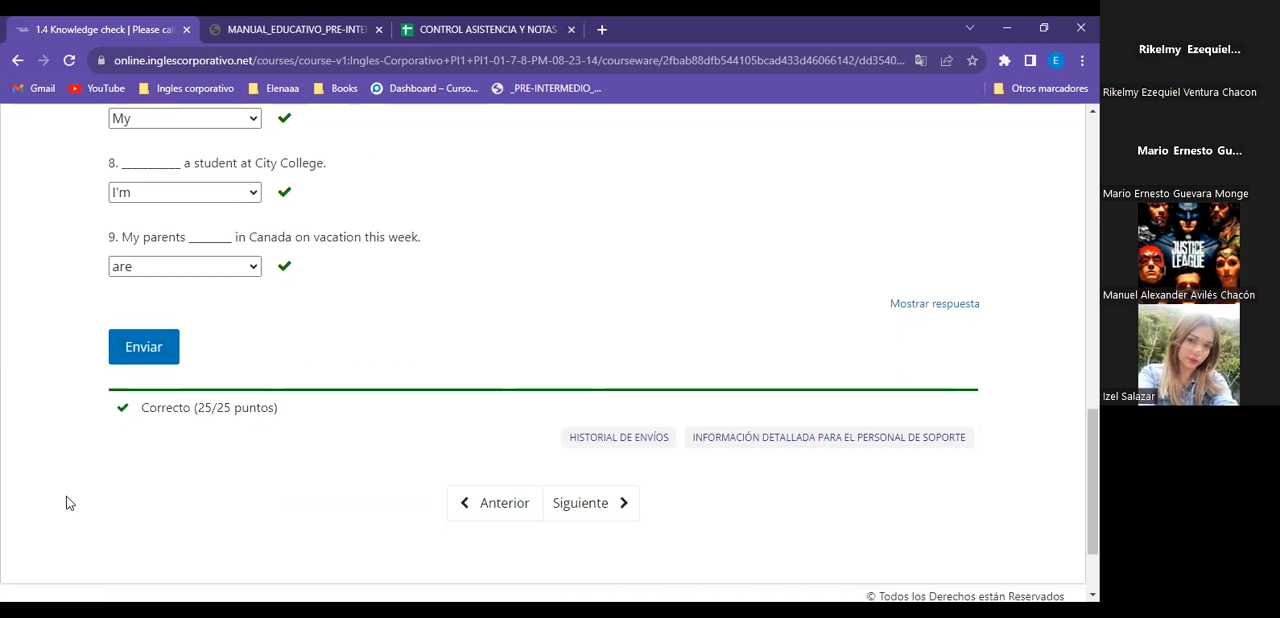 1.4 Knowledge check | Please cal
MANUAL_EDUCATIVO_PRE-INTE
CONTROL ASISTENCIA Y NOTAS
online.inglescorporativo.net/courses/course-v1:Ingles-Corporativo+PI1+PI1-01-7-8-PM-08-23-14/courseware/2fbab88dfb544105bcad433d46066142/dd3540...
E
Gmail
YouTube
Ingles corporativo
Elenaaa
Books
Dashboard – Curso...
_PRE-INTERMEDIO_...
Otros marcadores
My
8. __________ a student at City College.
I'm
9. My parents _______ in Canada on vacation this week.
are
Mostrar respuesta
Enviar
Correcto (25/25 puntos)
HISTORIAL DE ENVÍOS
INFORMACIÓN DETALLADA PARA EL PERSONAL DE SOPORTE
Anterior
Siguiente
© Todos los Derechos están Reservados
Rikelmy Ezequiel...
Rikelmy Ezequiel Ventura Chacon
Mario Ernesto Gu...
Mario Ernesto Guevara Monge
JUSTICE
LEAGUE
Manuel Alexander Avilés Chacón
Izel Salazar